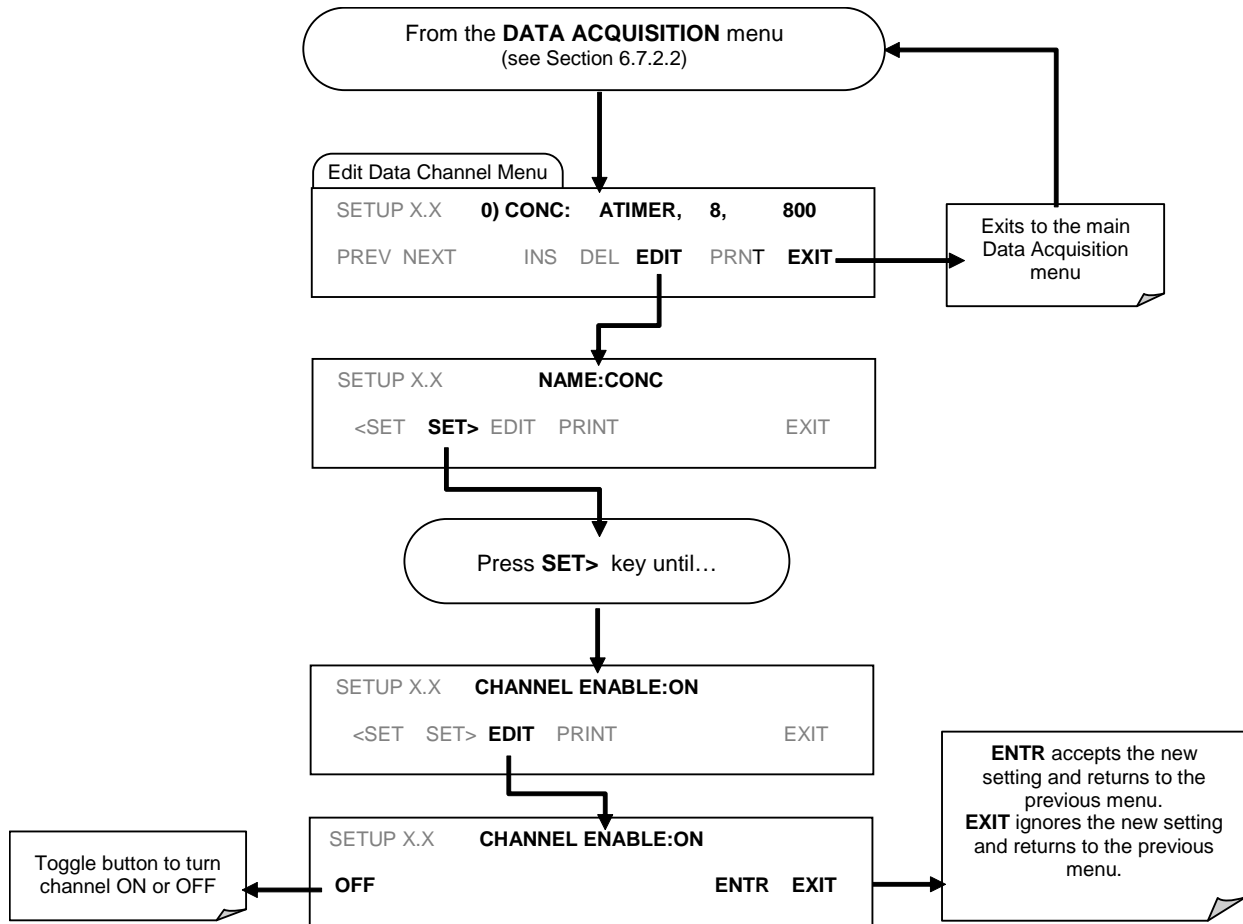 From the DATA ACQUISITION menu
(see Section 6.7.2.2)
Edit Data Channel Menu
SETUP X.X 0) CONC: ATIMER, 8, 800
PREV NEXT INS DEL EDIT PRNT EXIT
Exits to the main
Data Acquisition
menu
SETUP X.X NAME:CONC
<SET SET> EDIT PRINT EXIT
Press SET> key until…
SETUP X.X CHANNEL ENABLE:ON
<SET SET> EDIT PRINT EXIT
SETUP X.X CHANNEL ENABLE:ON
OFF ENTR EXIT
Toggle button to turn
channel ON or OFF
ENTR accepts the new
setting and returns to the
previous menu.
EXIT ignores the new setting
and returns to the previous
menu.